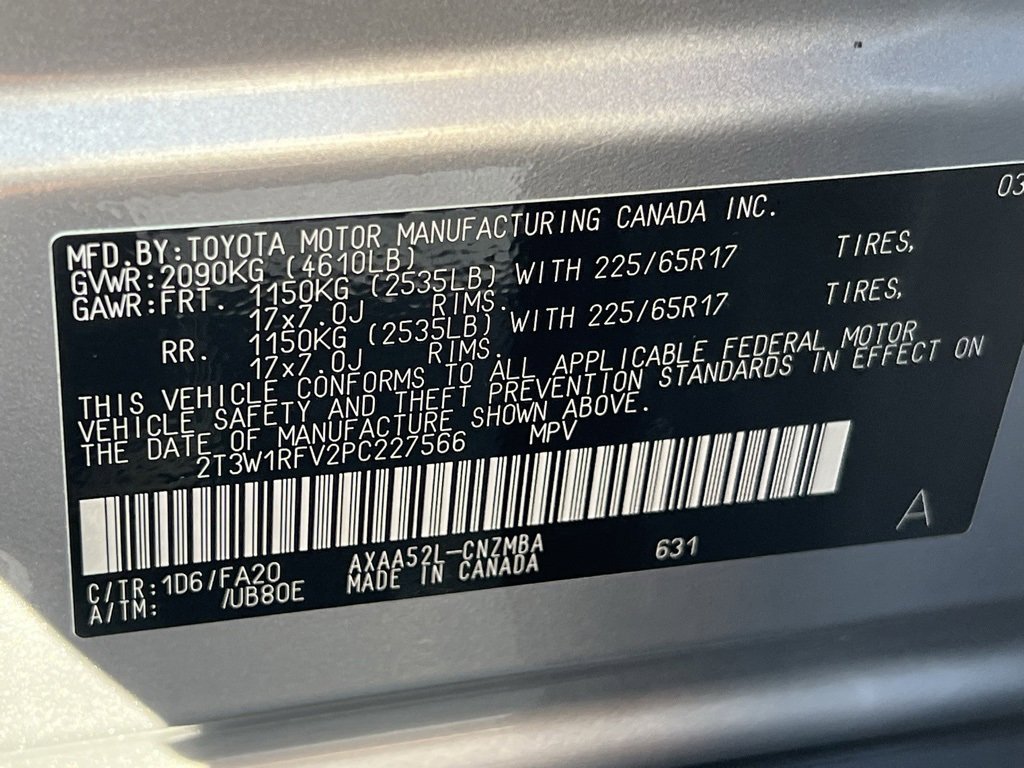 03
MFD.BY:TOYOTA MOTOR MANUFACTURING CANADA INC.
GVWR:2090KG (4610LB)
GAWR:FRT. 1150KG (2535LB) WITH 225/65R17 TIRES,
17x7.0J RIMS.
RR. 1150KG (2535LB) WITH 225/65R17 TIRES,
17x7.0J RIMS.
THIS VEHICLE CONFORMS TO ALL APPLICABLE FEDERAL MOTOR
VEHICLE SAFETY AND THEFT PREVENTION STANDARDS IN EFFECT ON
THE DATE OF MANUFACTURE SHOWN ABOVE.
2T3W1RFV2PC227566 MPV
A
C/TR:1D6/FA20 AXAA52L-CNZMBA 631
A/TM: /UB80E MADE IN CANADA